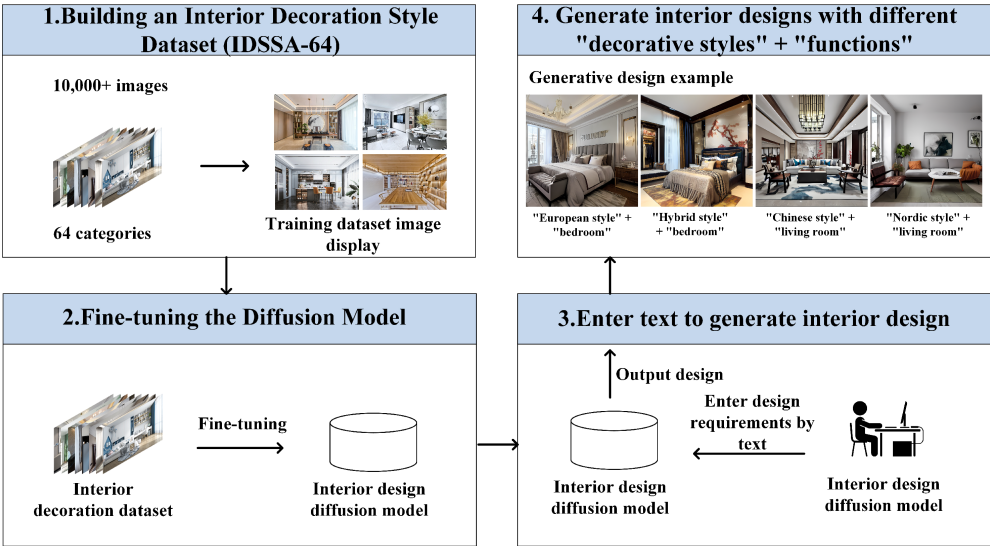 1.Building an Interior Decoration Style
Dataset (IDSSA-64)
10,000+ images
64 categories
Training dataset image
display
2.Fine-tuning the Diffusion Model
Fine-tuning
Interior
decoration dataset
Interior design
diffusion model
3.Enter text to generate interior design
Output design
Enter design
requirements by
text
Interior design
diffusion model
Interior design
diffusion model
4. Generate interior designs with different
"decorative styles" + "functions"
Generative design example
"European style" +
"bedroom"
"Hybrid style"
+ "bedroom"
"Chinese style" +
"living room"
"Nordic style" +
"living room"